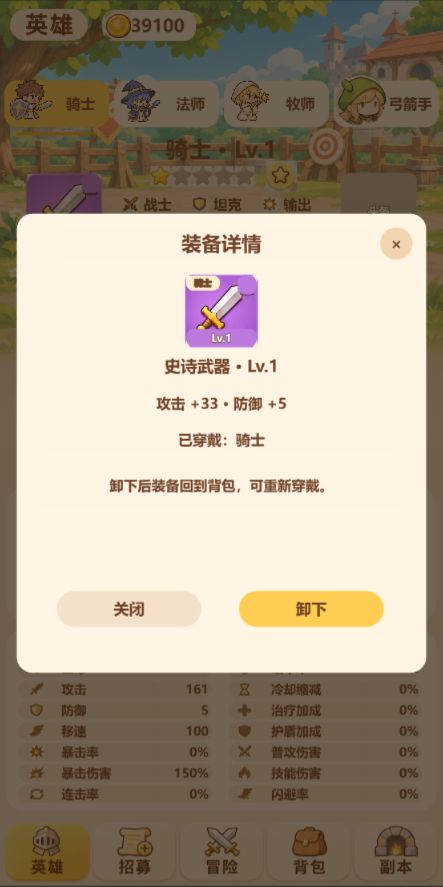 英雄
39100
骑士
法师
牧师
弓箭手
骑士·Lv.1
战士
坦克
输出
装备详情
×
骑士
Lv.1
史诗武器·Lv.1
攻击 +33·防御 +5
已穿戴：骑士
卸下后装备回到背包，可重新穿戴。
关闭
卸下
攻击 161
冷却缩减 0%
防御 5
治疗加成 0%
移速 100
护盾加成 0%
暴击率 0%
普攻伤害 0%
暴击伤害 150%
技能伤害 0%
连击率 0%
闪避率 0%
英雄
招募
冒险
背包
副本